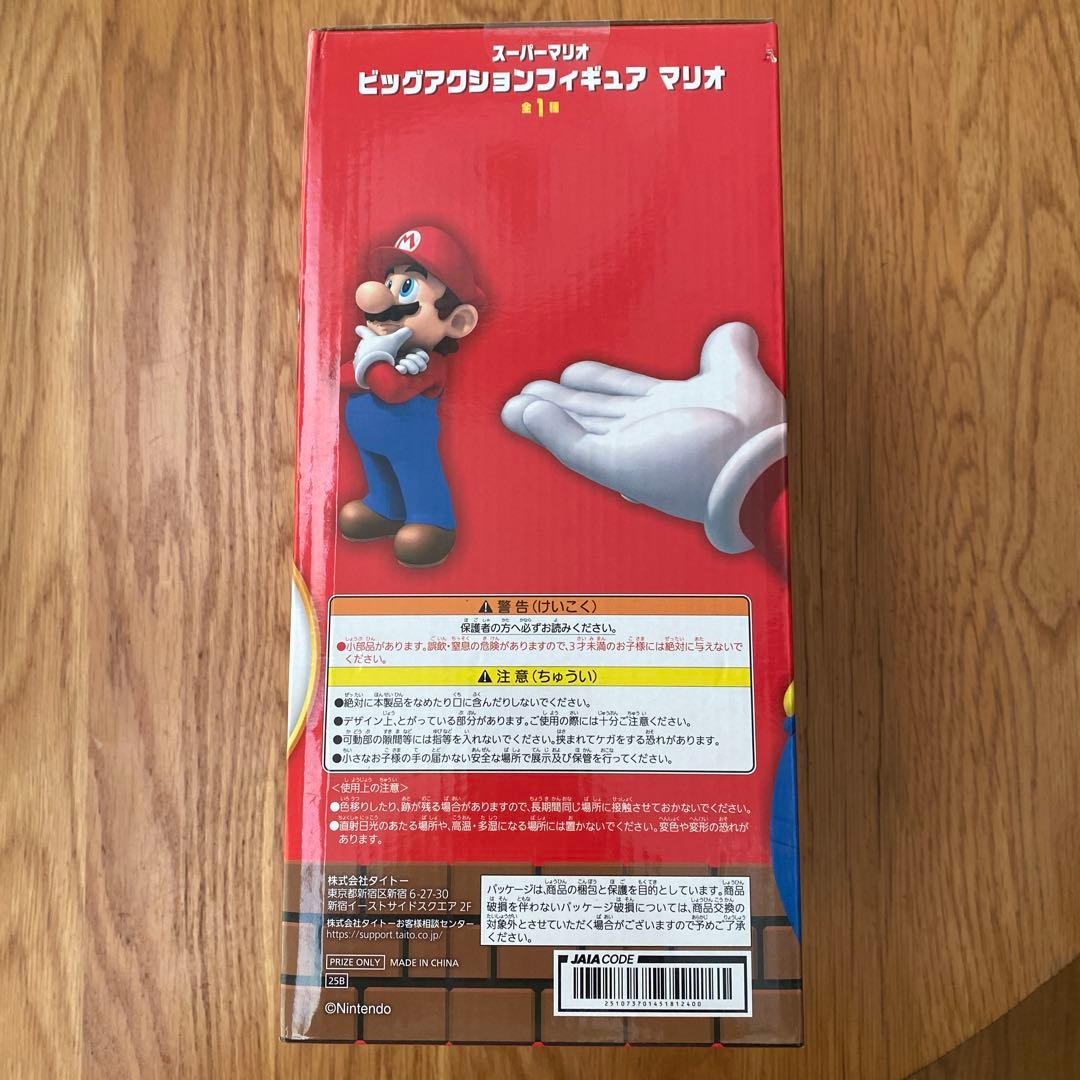 スーパーマリオ
ビッグアクションフィギュア マリオ
全1種
M
⚠警告(けいこく)
保護者の方へ必ずお読みください。
●小部品があります。誤飲・窒息の危険がありますので、3才未満のお子様には絶対に与えないで
ください。
⚠注意(ちゅうい)
●絶対に本製品をなめたり口に含んだりしないでください。
●デザイン上、とがっている部分があります。ご使用の際には十分ご注意ください。
●可動部の隙間等には指等を入れないでください。挟まれてケガをする恐れがあります。
●小さなお子様の手の届かない安全な場所で展示及び保管を行ってください。
<使用上の注意>
●色移りしたり、跡が残る場合がありますので、長期間同じ場所に接触させておかないでください。
●直射日光のあたる場所や、高温・多湿になる場所には置かないでください。変色や変形の恐れが
あります。
株式会社タイトー
東京都新宿区新宿6-27-30
新宿イーストサイドスクエア 2F
株式会社タイトーお客様相談センター
https://support.taito.co.jp/
PRIZE ONLY MADE IN CHINA
25B
©Nintendo
パッケージは、商品の梱包と保護を目的としています。商品
破損を伴わないパッケージ破損については、商品交換の
対象外とさせていただく場合がございますので予めご了承
ください。
JAIA CODE
251073701451812400